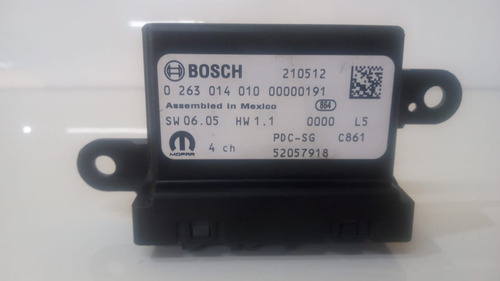 BOSCH 210512
0 263 014 010 00000191
Assembled in Mexico 864
SW 06.05 HW 1.1 0000 L5
PDC-SG C861
MOPAR 4 ch 52057918